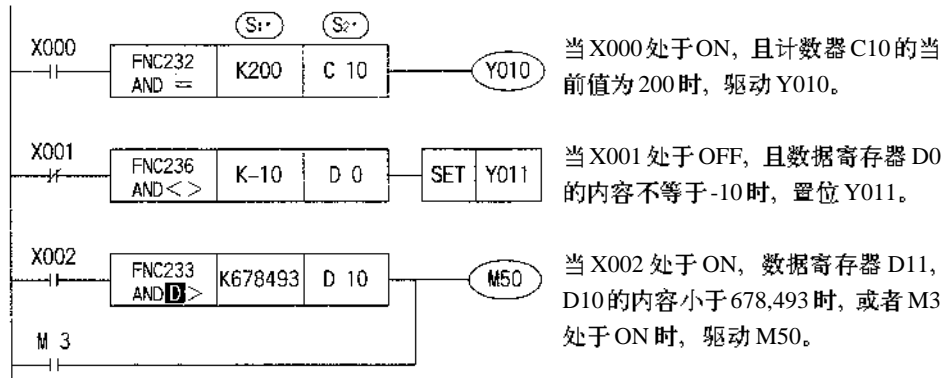 S1· S2·
X000
FNC232
AND =
K200
C 10
Y010
当X000处于ON, 且计数器C10的当
前值为200时, 驱动Y010。
X001
FNC236
AND< >
K-10
D 0
SET
Y011
当X001处于OFF, 且数据寄存器D0
的内容不等于-10时, 置位Y011。
X002
FNC233
ANDD>
K678493
D 10
M50
当X002处于ON, 数据寄存器D11,
D10的内容小于678,493时, 或者M3
处于ON时, 驱动M50。
M 3